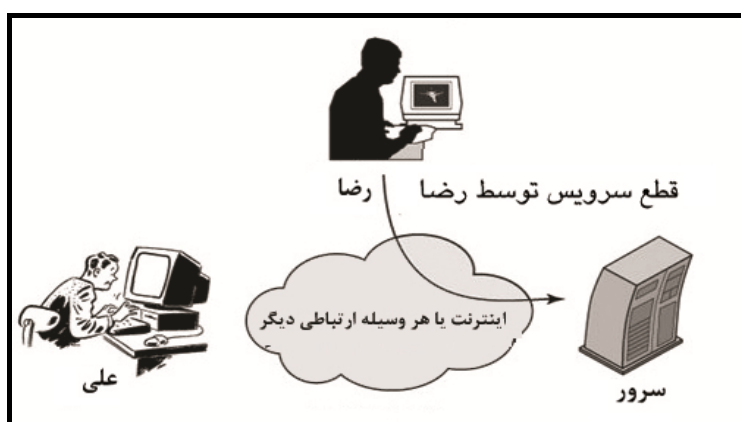 رضا
قطع سرویس توسط رضا
اینترنت یا هر وسیله ارتباطی دیگر
علی
سرور